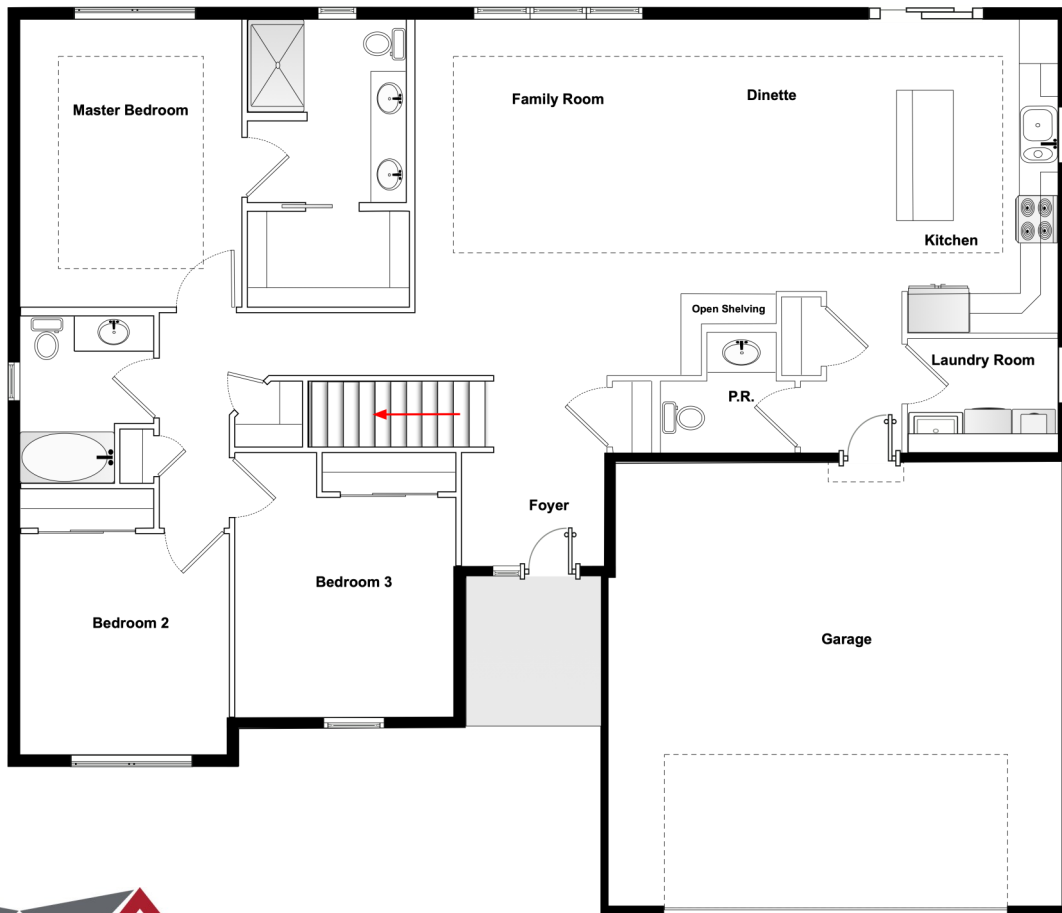 Master Bedroom
Family Room
Dinette
Kitchen
Open Shelving
Laundry Room
P.R.
Foyer
Bedroom 3
Bedroom 2
Garage